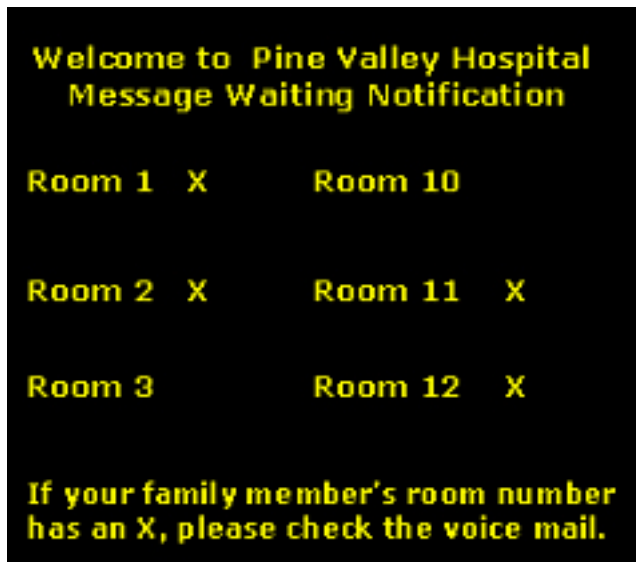 Welcome to Pine Valley Hospital
Message Waiting Notification
Room 1 X Room 10
Room 2 X Room 11 X
Room 3 Room 12 X
If your family member's room number
has an X, please check the voice mail.